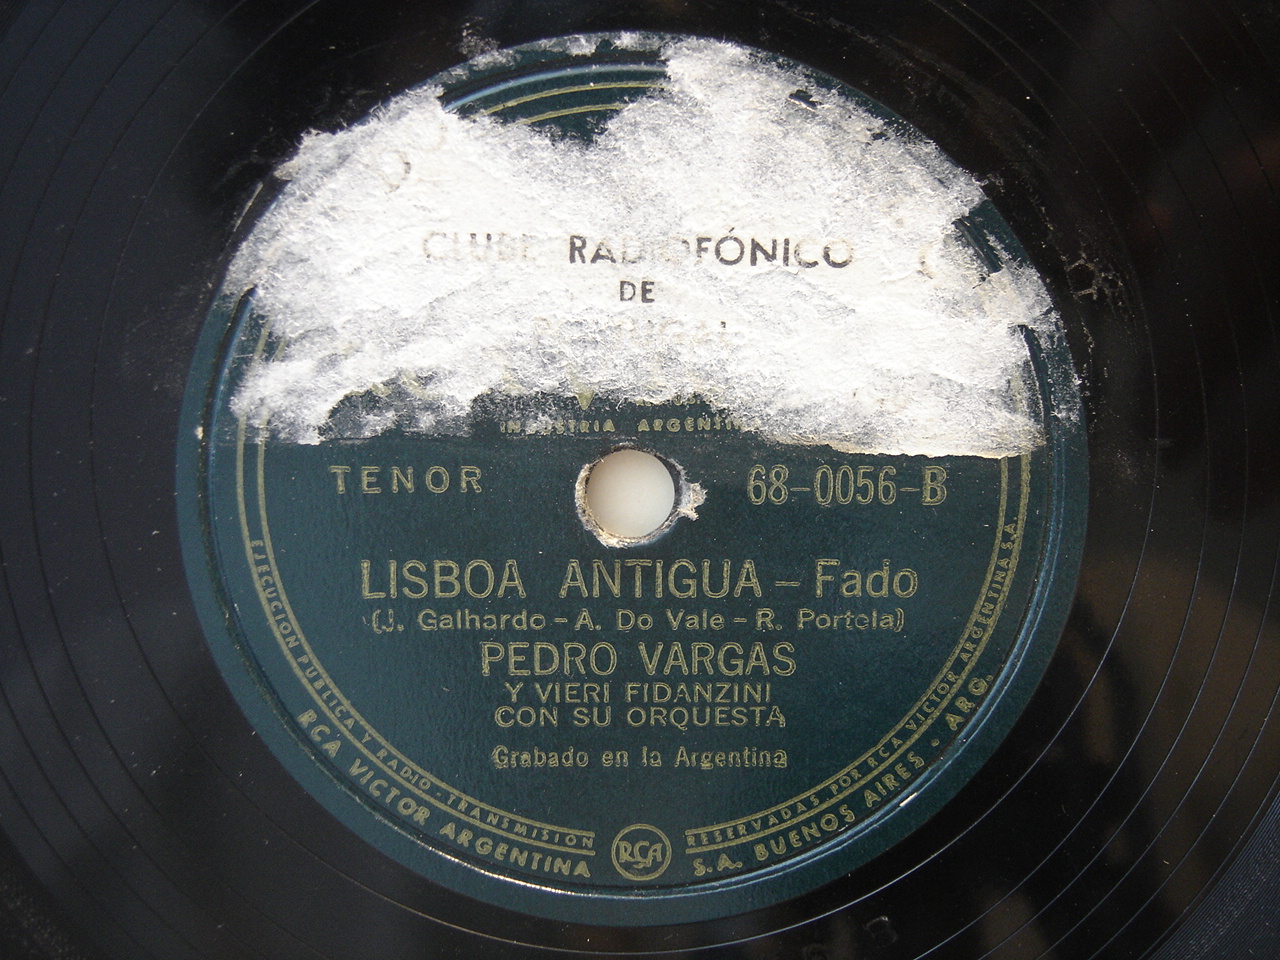 CLUBE RADIOFÓNICO
DE
INDUSTRIA ARGENTINA
TENOR
68-0056-B
LISBOA ANTIGUA - Fado
(J. Galhardo - A. Do Vale - R. Portela)
PEDRO VARGAS
Y VIERI FIDANZINI
CON SU ORQUESTA
Grabado en la Argentina
EJECUCION PUBLICA Y RADIO-TRANSMISION
RESERVADAS POR RCA VICTOR ARGENTINA S.A.
RCA VICTOR ARGENTINA
RCA
S.A. BUENOS AIRES - ARG.